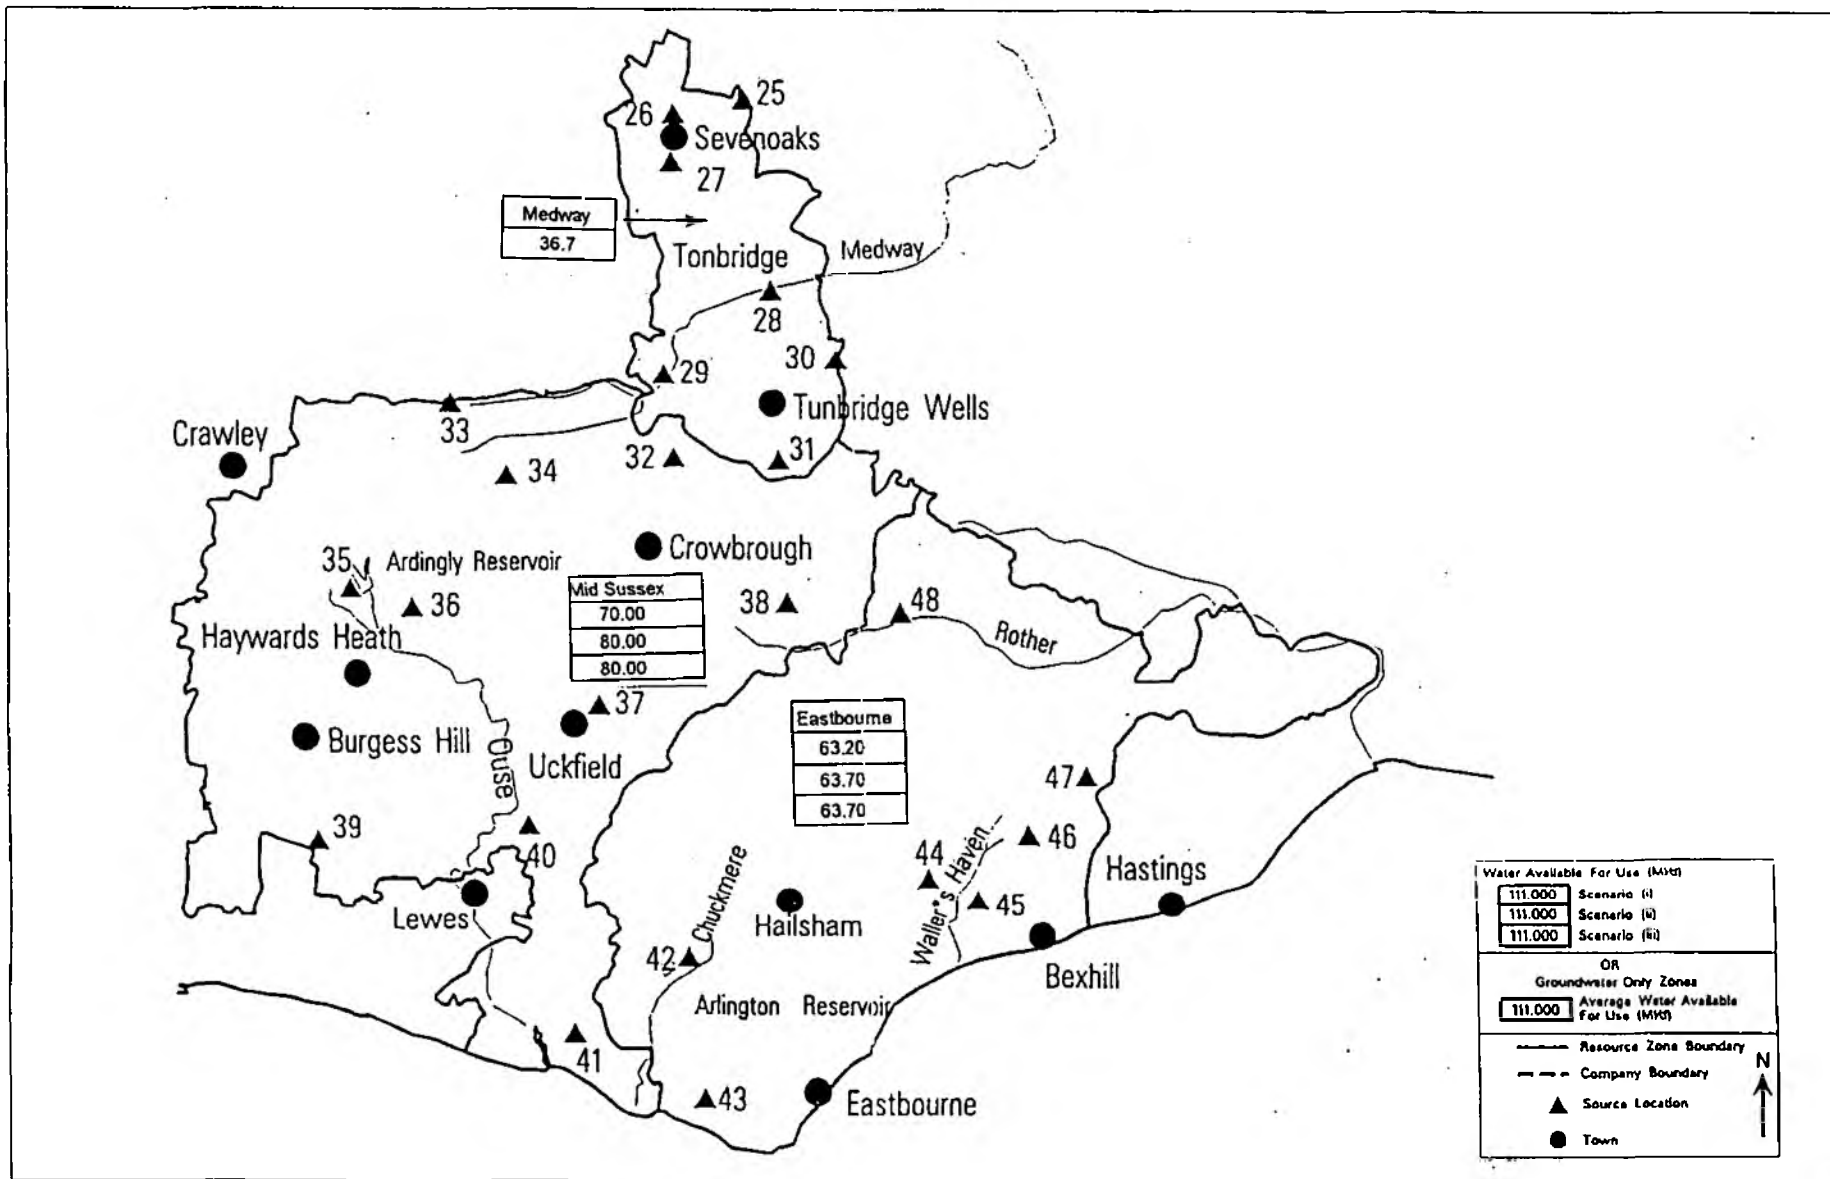 25
26
Sevenoaks
27
Medway
36.7
Tonbridge
Medway
28
29
30
Tunbridge Wells
33
Crawley
32
31
34
Crowbrough
35
Ardingly Reservoir
36
Mid Sussex
70.00
80.00
80.00
38
48
Rother
Haywards Heath
37
Burgess Hill
Ouse
Uckfield
Eastbourne
63.20
63.70
63.70
47
39
40
46
44
Waller's Haven
45
Hastings
Lewes
Chuckmere
Hailsham
42
Bexhill
Arlington Reservoir
41
43
Eastbourne
Water Available For Use (Ml/d)
111.000 Scenario (i)
111.000 Scenario (ii)
111.000 Scenario (iii)
OR
Groundwater Only Zones
111.000 Average Water Available
For Use (Ml/d)
Resource Zone Boundary
N
Company Boundary
Source Location
Town